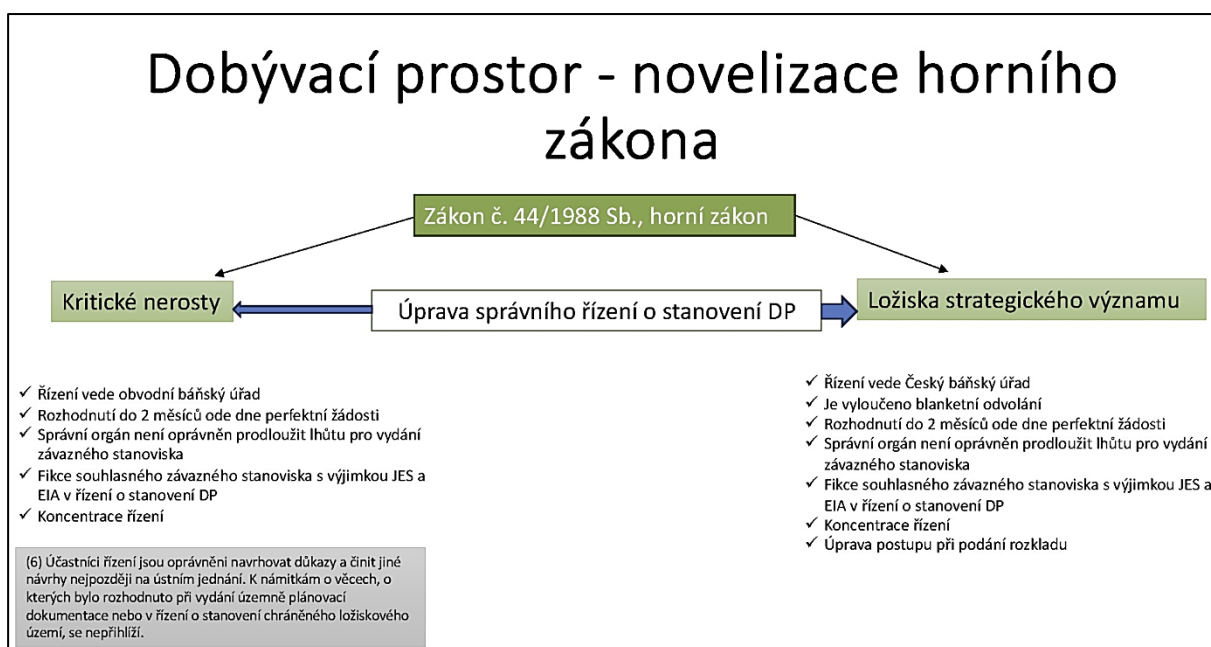 Dobývací prostor - novelizace horního
zákona
Zákon č. 44/1988 Sb., horní zákon
Kritické nerosty
Úprava správního řízení o stanovení DP
Ložiska strategického významu
✓ Řízení vede obvodní báňský úřad
✓ Rozhodnutí do 2 měsíců ode dne perfektní žádosti
✓ Správní orgán není oprávněn prodloužit lhůtu pro vydání
závazného stanoviska
✓ Fikce souhlasného závazného stanoviska s výjimkou JES a
EIA v řízení o stanovení DP
✓ Koncentrace řízení
(6) Účastníci řízení jsou oprávněni navrhovat důkazy a činit jiné
návrhy nejpozději na ústním jednání. K námitkám o věcech, o
kterých bylo rozhodnuto při vydání územně plánovací
dokumentace nebo v řízení o stanovení chráněného ložiskového
území, se nepřihlíží.
✓ Řízení vede Český báňský úřad
✓ Je vyloučeno blanketní odvolání
✓ Rozhodnutí do 2 měsíců ode dne perfektní žádosti
✓ Správní orgán není oprávněn prodloužit lhůtu pro vydání
závazného stanoviska
✓ Fikce souhlasného závazného stanoviska s výjimkou JES a
EIA v řízení o stanovení DP
✓ Koncentrace řízení
✓ Úprava postupu při podání rozkladu